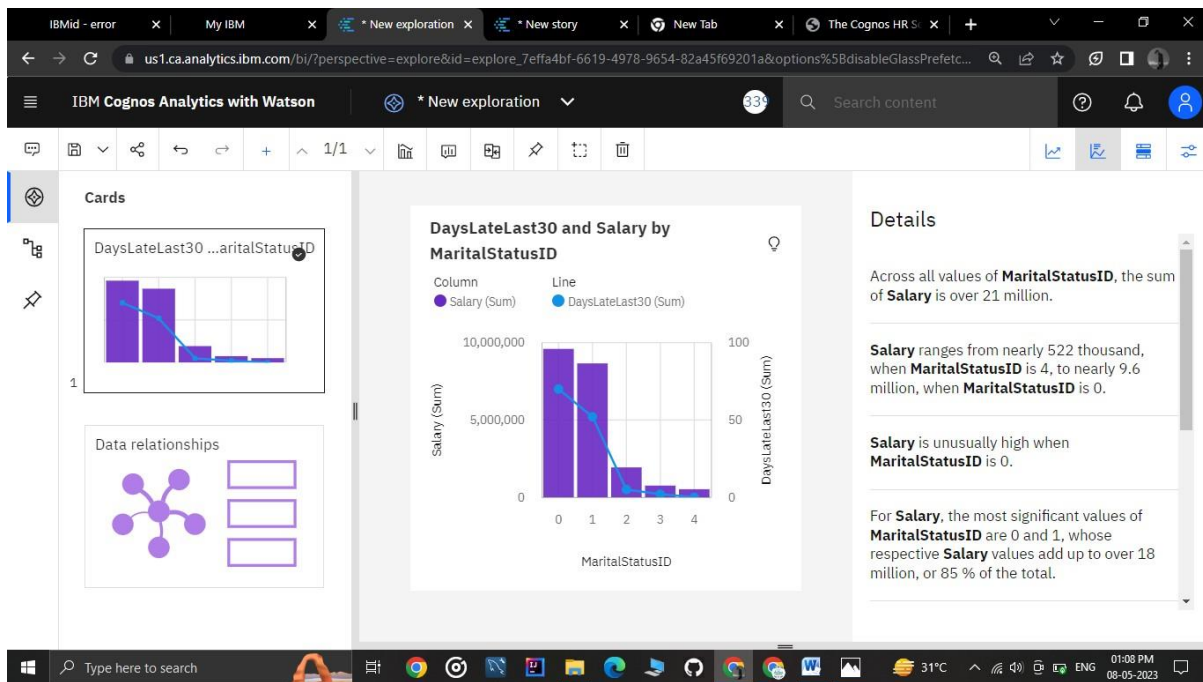 IBMid - error
My IBM
* New exploration
* New story
New Tab
The Cognos HR S
us1.ca.analytics.ibm.com/bi/?perspective=explore&id=explore_7effa4bf-6619-4978-9654-82a45f69201a&options%5BdisableGlassPrefetc...
IBM Cognos Analytics with Watson
* New exploration
339
Search content
1/1
Cards
DaysLateLast30 ...aritalStatusID
1
Data relationships
DaysLateLast30 and Salary by
MaritalStatusID
Column
Line
Salary (Sum)
DaysLateLast30 (Sum)
10,000,000
5,000,000
0
Salary (Sum)
100
50
0
DaysLateLast30 (Sum)
0 1 2 3 4
MaritalStatusID
Details
Across all values of MaritalStatusID, the sum
of Salary is over 21 million.
Salary ranges from nearly 522 thousand,
when MaritalStatusID is 4, to nearly 9.6
million, when MaritalStatusID is 0.
Salary is unusually high when
MaritalStatusID is 0.
For Salary, the most significant values of
MaritalStatusID are 0 and 1, whose
respective Salary values add up to over 18
million, or 85 % of the total.
Type here to search
31°C
ENG
01:08 PM
08-05-2023